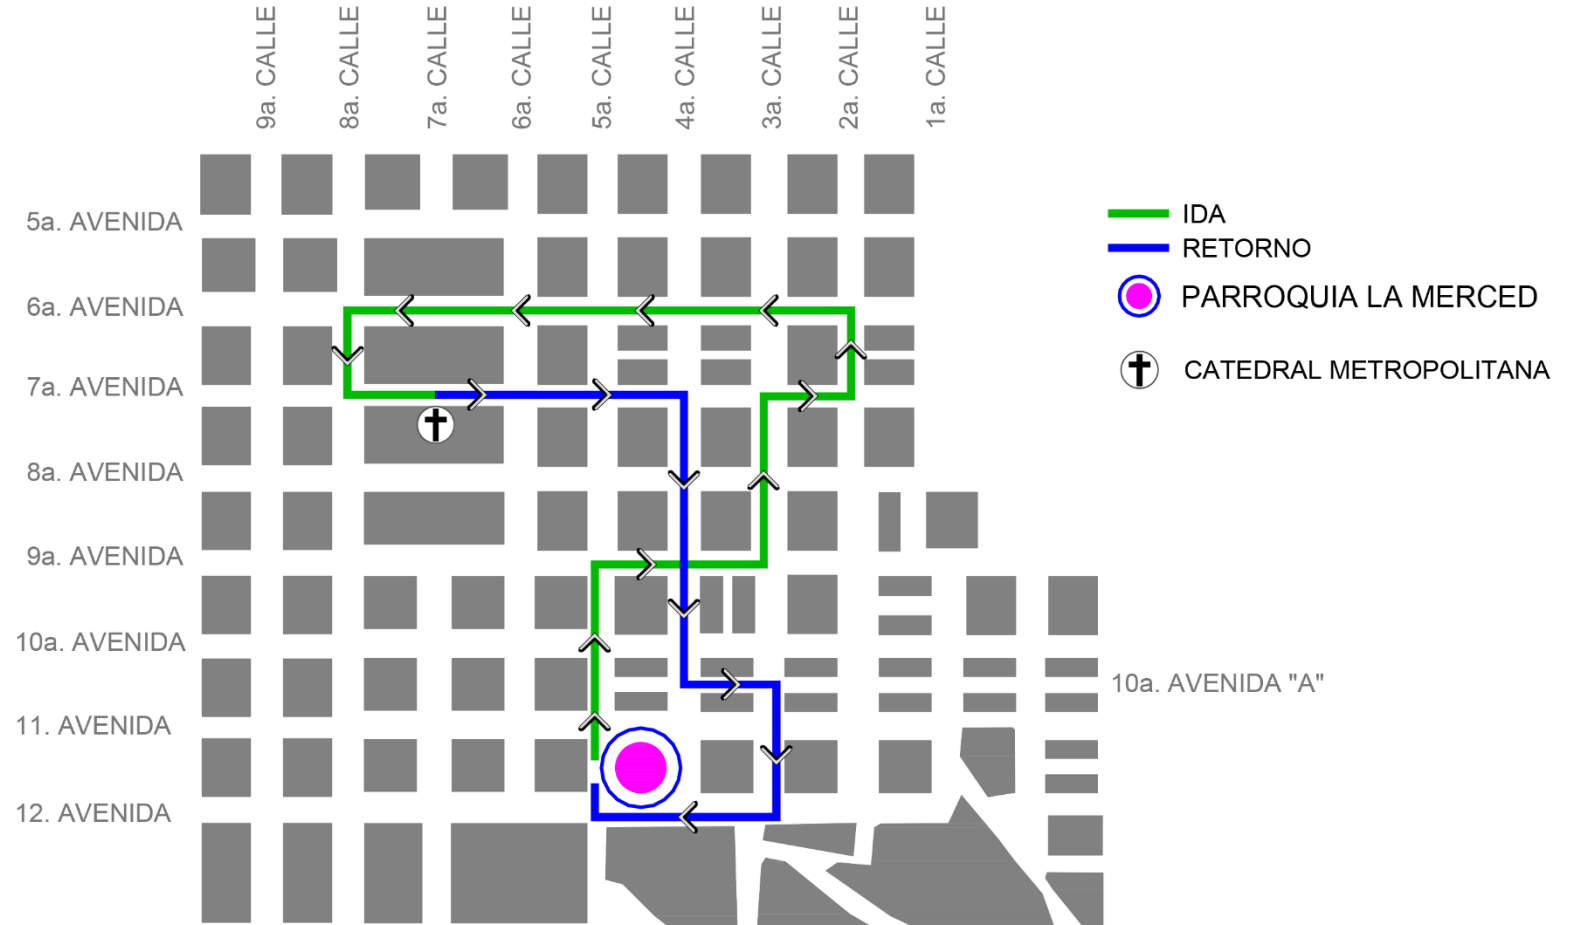 9a. CALLE
8a. CALLE
7a. CALLE
6a. CALLE
5a. CALLE
4a. CALLE
3a. CALLE
2a. CALLE
1a. CALLE
5a. AVENIDA
6a. AVENIDA
7a. AVENIDA
8a. AVENIDA
9a. AVENIDA
10a. AVENIDA
11. AVENIDA
12. AVENIDA
10a. AVENIDA "A"
IDA
RETORNO
PARROQUIA LA MERCED
CATEDRAL METROPOLITANA